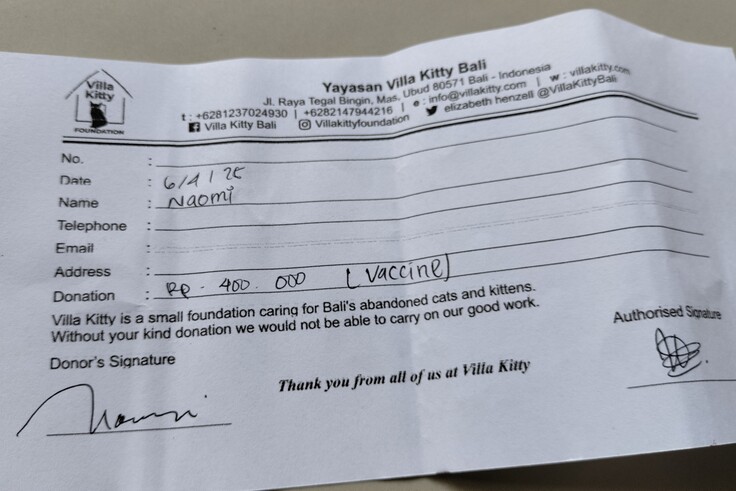 Villa
Kitty
FOUNDATION
Yayasan Villa Kitty Bali
Jl. Raya Tegal Bingin, Mas, Ubud 80571 Bali - Indonesia
t : +6281237024930 | +6282147944216 | e : info@villakitty.com | w : villakitty.com
Villa Kitty Bali Villakittyfoundation elizabeth henzell @VillaKittyBali
No. :
Date : 6/4/25
Name : Naomi
Telephone :
Email :
Address :
Donation : Rp. 400.000 (Vaccine)
Villa Kitty is a small foundation caring for Bali's abandoned cats and kittens.
Without your kind donation we would not be able to carry on our good work.
Donor's Signature Authorised Signature
Thank you from all of us at Villa Kitty
Naomi